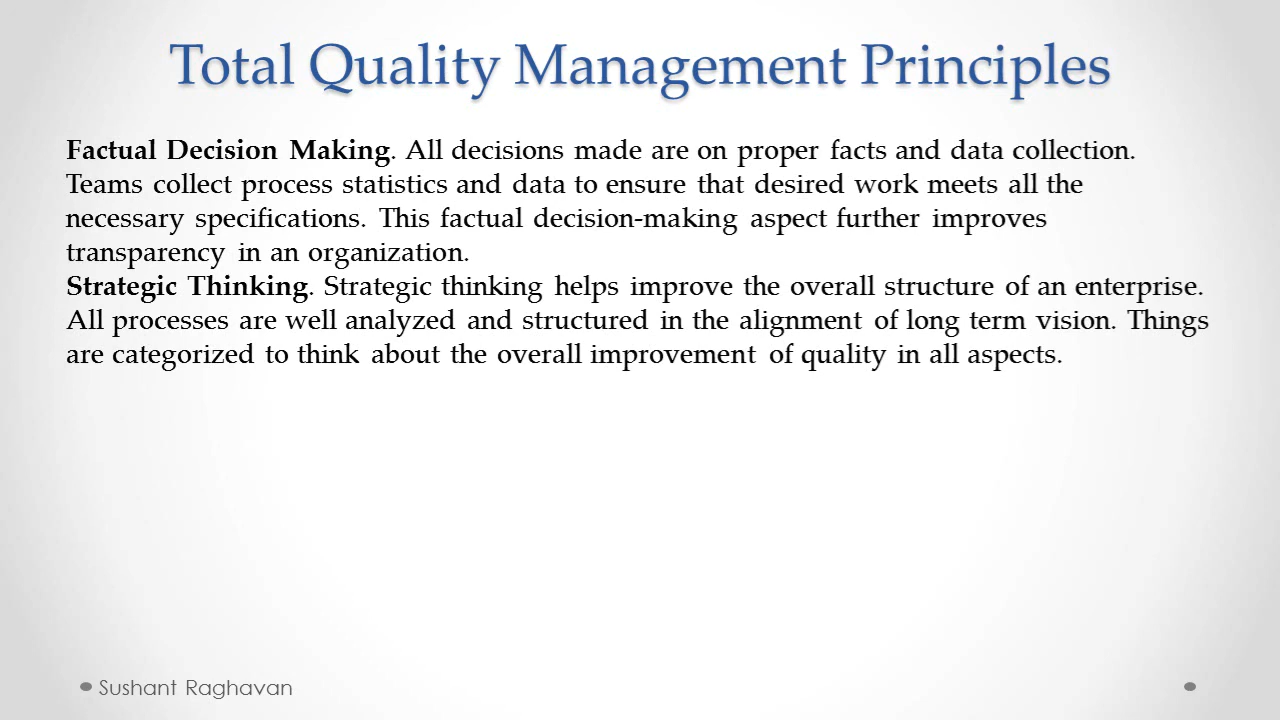 Total Quality Management Principles
Factual Decision Making. All decisions made are on proper facts and data collection.
Teams collect process statistics and data to ensure that desired work meets all the
necessary specifications. This factual decision-making aspect further improves
transparency in an organization.
Strategic Thinking. Strategic thinking helps improve the overall structure of an enterprise.
All processes are well analyzed and structured in the alignment of long term vision. Things
are categorized to think about the overall improvement of quality in all aspects.
Sushant Raghavan